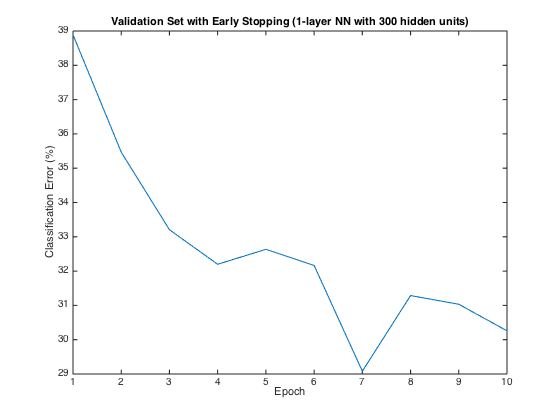 Validation Set with Early Stopping (1-layer NN with 300 hidden units)
39
38
37
36
35
34
33
32
31
30
29
Classification Error (%)
1 2 3 4 5 6 7 8 9 10
Epoch